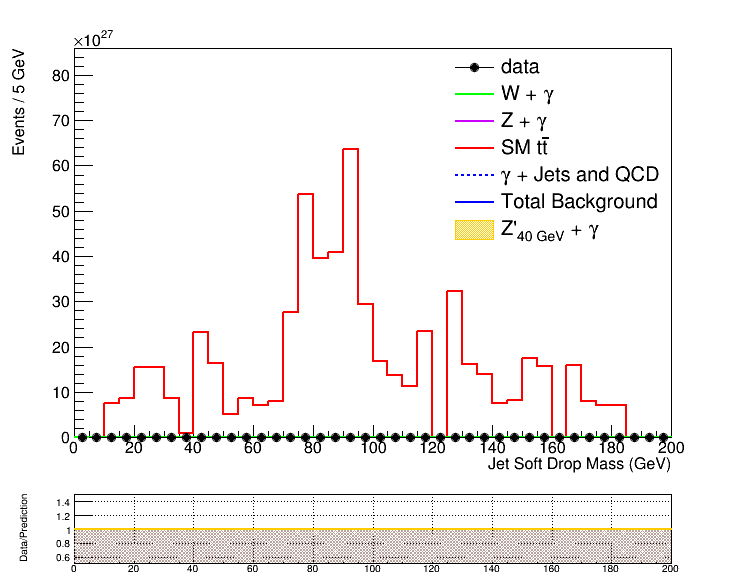 ×10²⁷
Events / 5 GeV
80
70
60
50
40
30
20
10
0
data
W + γ
Z + γ
SM tt̄
γ + Jets and QCD
Total Background
Z'₄₀ GeV + γ
0 20 40 60 80 100 120 140 160 180 200
Jet Soft Drop Mass (GeV)
Data/Prediction
1.4
1.2
1
0.8
0.6
0 20 40 60 80 100 120 140 160 180 200